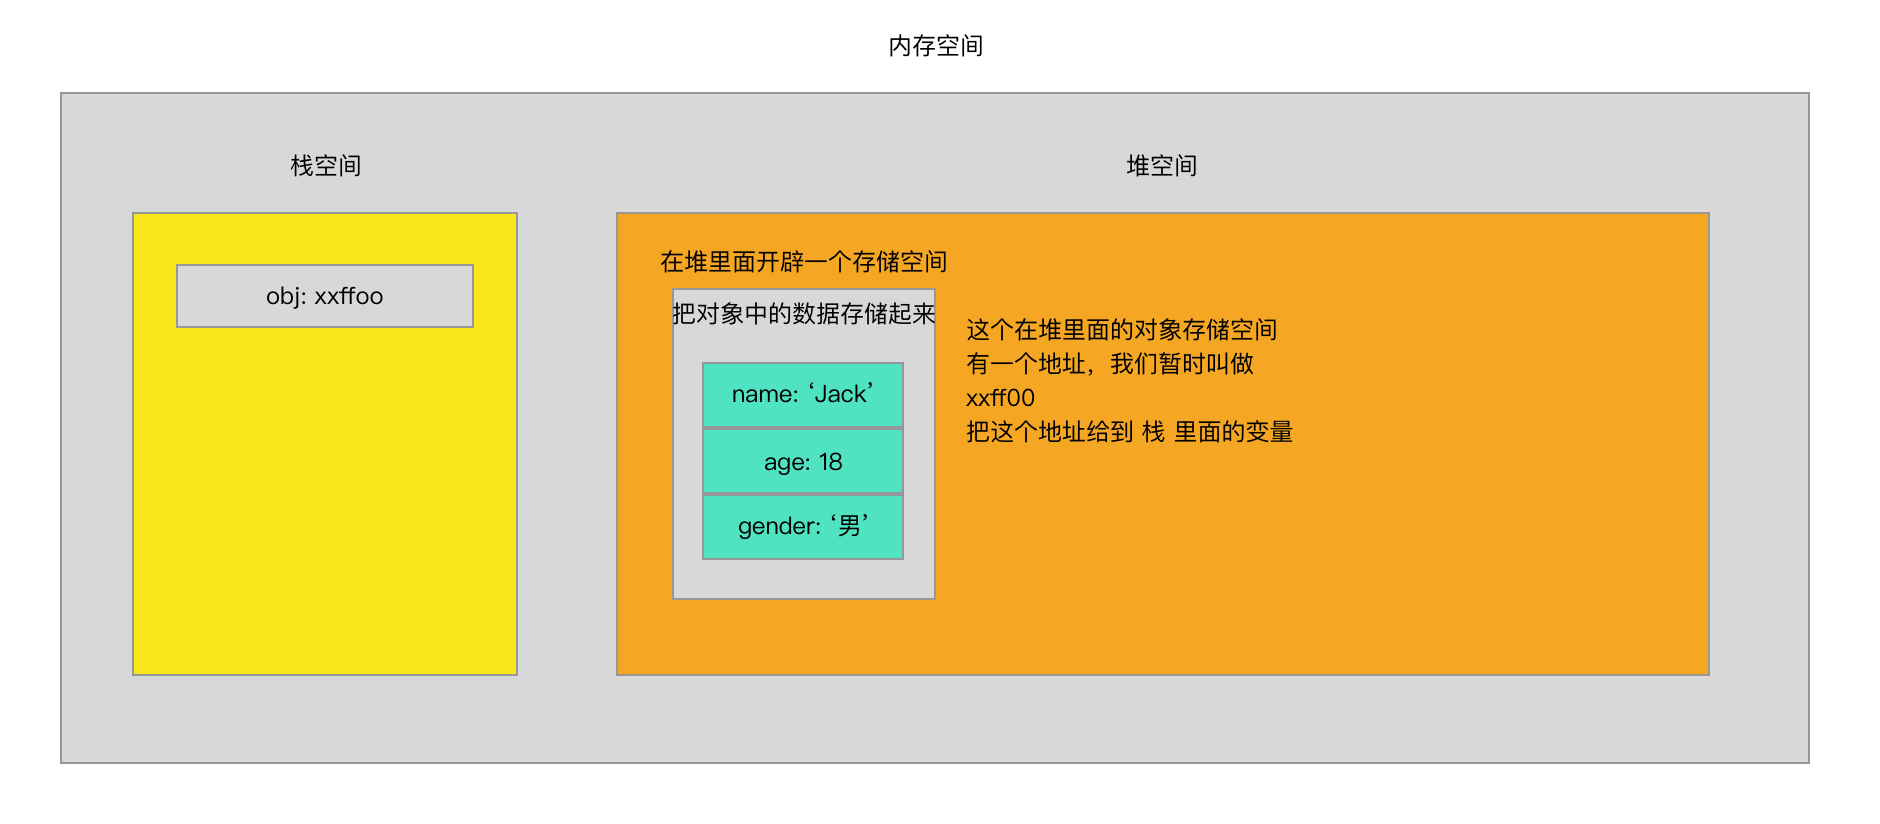 内存空间
栈空间
堆空间
obj: xxffoo
在堆里面开辟一个存储空间
把对象中的数据存储起来
name: ‘Jack’
age: 18
gender: ‘男’
这个在堆里面的对象存储空间
有一个地址，我们暂时叫做
xxff00
把这个地址给到 栈 里面的变量